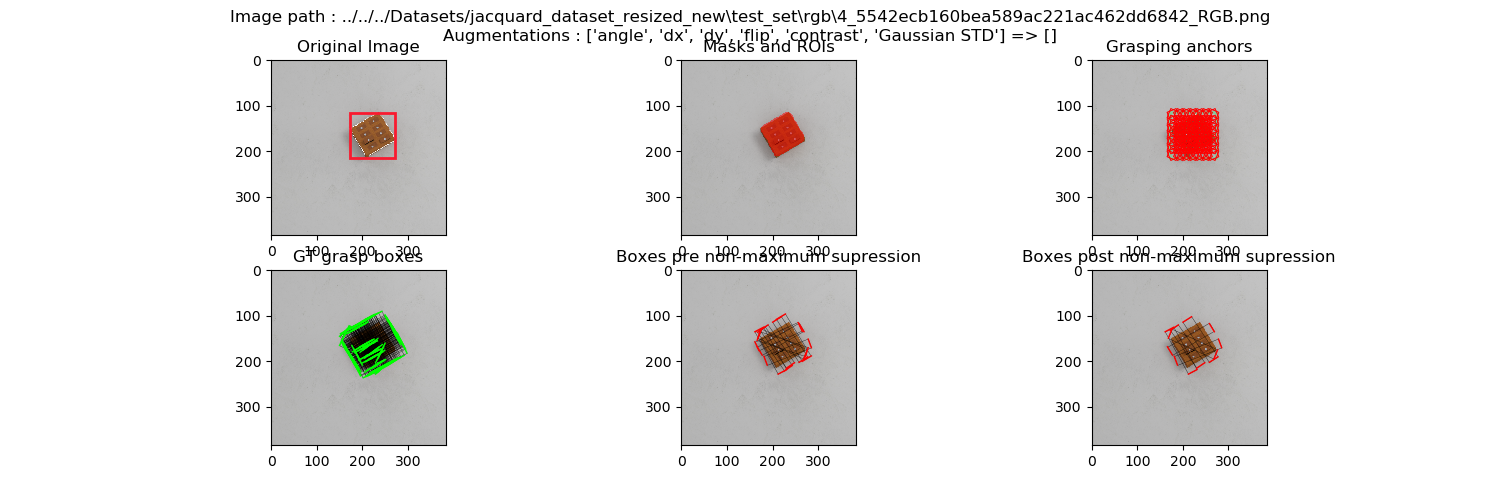 Image path : ../../../Datasets/jacquard_dataset_resized_new\test_set\rgb\4_5542ecb160bea589ac221ac462dd6842_RGB.png
Augmentations : ['angle', 'dx', 'dy', 'flip', 'contrast', 'Gaussian STD'] => []
Original Image
Masks and ROIs
Grasping anchors
0
100
200
300
0 100 200 300
0
100
200
300
0 100 200 300
0
100
200
300
0 100 200 300
GT grasp boxes
Boxes pre non-maximum supression
Boxes post non-maximum supression
0
100
200
300
0 100 200 300
0
100
200
300
0 100 200 300
0
100
200
300
0 100 200 300